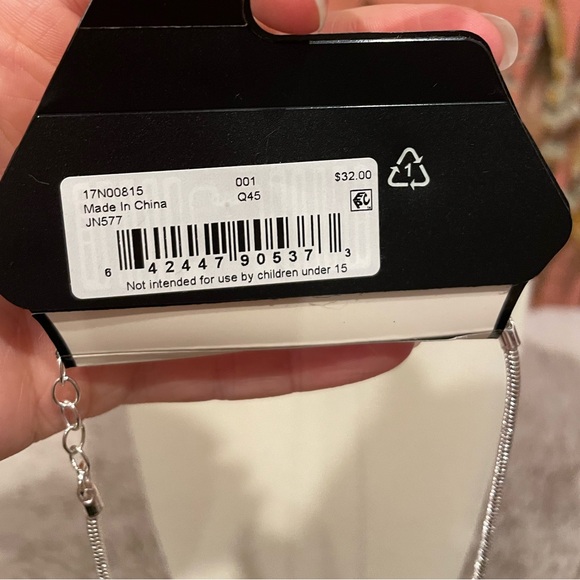 17N00815 001 $32.00
Made In China Q45
JN577
6 42447 90537 3
Not intended for use by children under 15
1